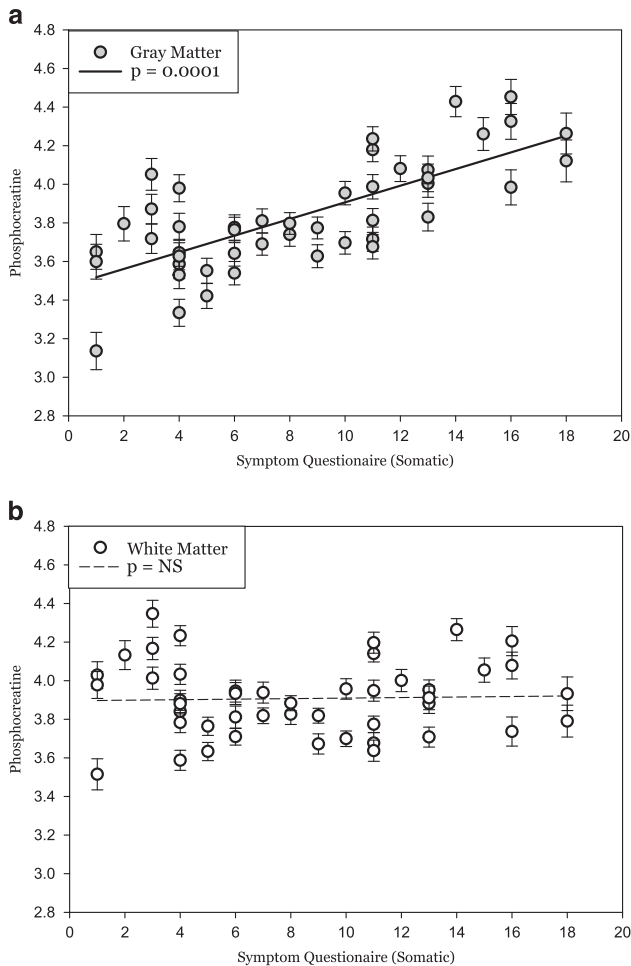 a
4.8
4.6
4.4
4.2
4.0
3.8
3.6
3.4
3.2
3.0
2.8
Phosphocreatine
Gray Matter
p = 0.0001
0 2 4 6 8 10 12 14 16 18 20
Symptom Questionaire (Somatic)
b
4.8
4.6
4.4
4.2
4.0
3.8
3.6
3.4
3.2
3.0
2.8
Phosphocreatine
White Matter
p = NS
0 2 4 6 8 10 12 14 16 18 20
Symptom Questionaire (Somatic)